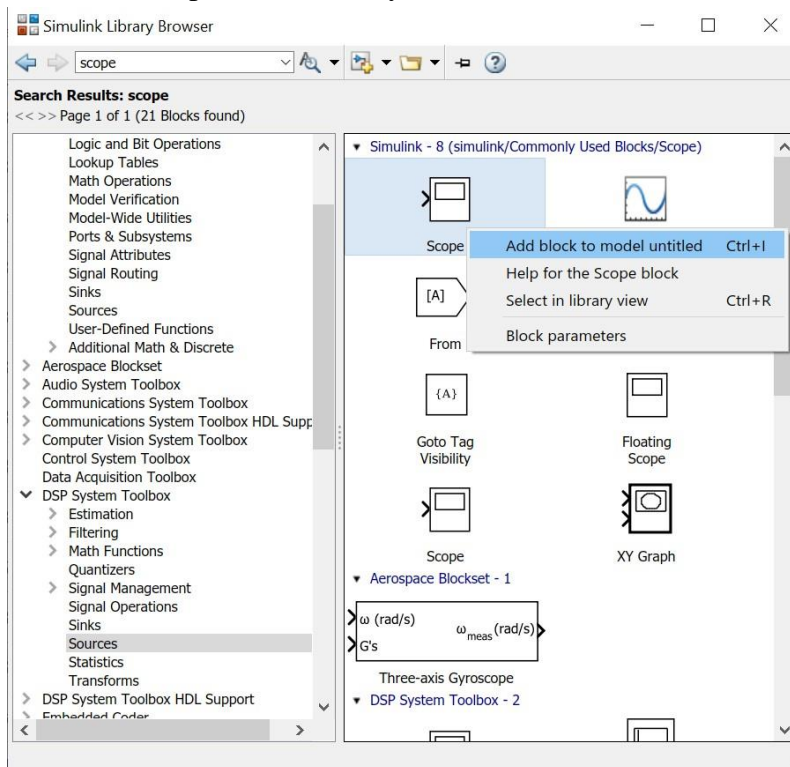 Simulink Library Browser
scope
Search Results: scope
<< >> Page 1 of 1 (21 Blocks found)
Logic and Bit Operations
Lookup Tables
Math Operations
Model Verification
Model-Wide Utilities
Ports & Subsystems
Signal Attributes
Signal Routing
Sinks
Sources
User-Defined Functions
Additional Math & Discrete
Aerospace Blockset
Audio System Toolbox
Communications System Toolbox
Communications System Toolbox HDL Supp
Computer Vision System Toolbox
Control System Toolbox
Data Acquisition Toolbox
DSP System Toolbox
Estimation
Filtering
Math Functions
Quantizers
Signal Management
Signal Operations
Sinks
Sources
Statistics
Transforms
DSP System Toolbox HDL Support
Embedded Coder
Simulink - 8 (simulink/Commonly Used Blocks/Scope)
Scope
Add block to model untitled Ctrl+I
Help for the Scope block
Select in library view Ctrl+R
Block parameters
[A]
From
{A}
Goto Tag
Visibility
Floating
Scope
Scope
XY Graph
Aerospace Blockset - 1
ω (rad/s)
G's
ω meas (rad/s)
Three-axis Gyroscope
DSP System Toolbox - 2